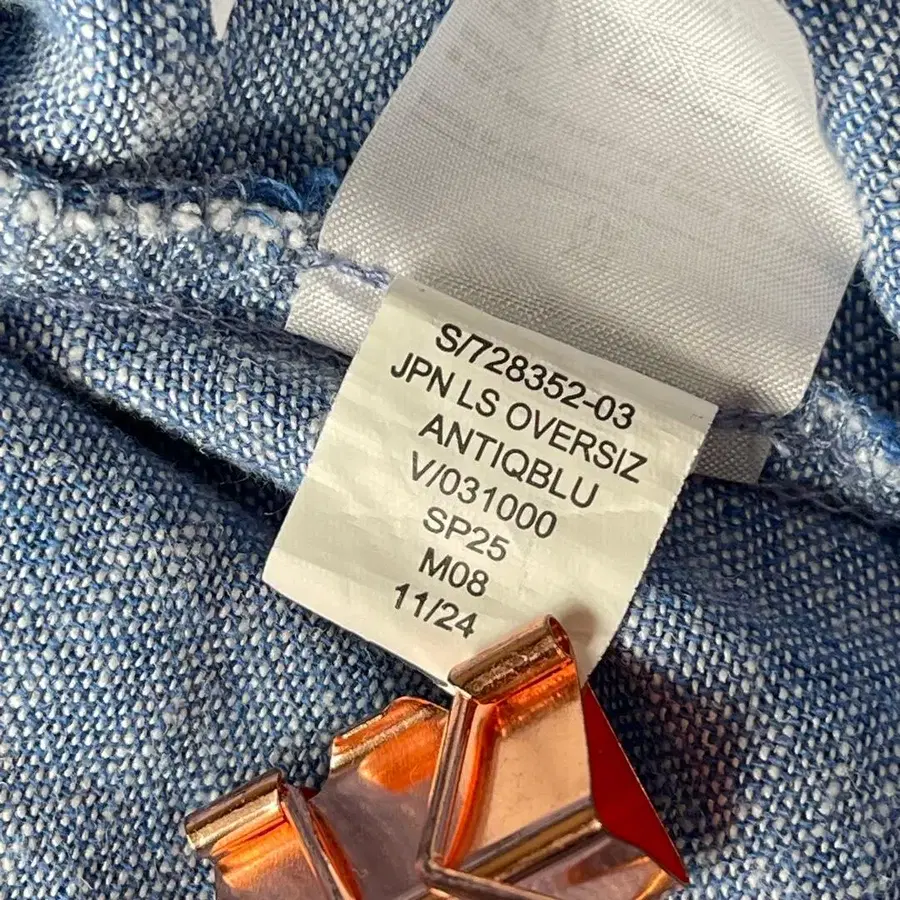 S/728352-03
JPN LS OVERSIZ
ANTIQBLU
V/031000
SP25
M08
11/24